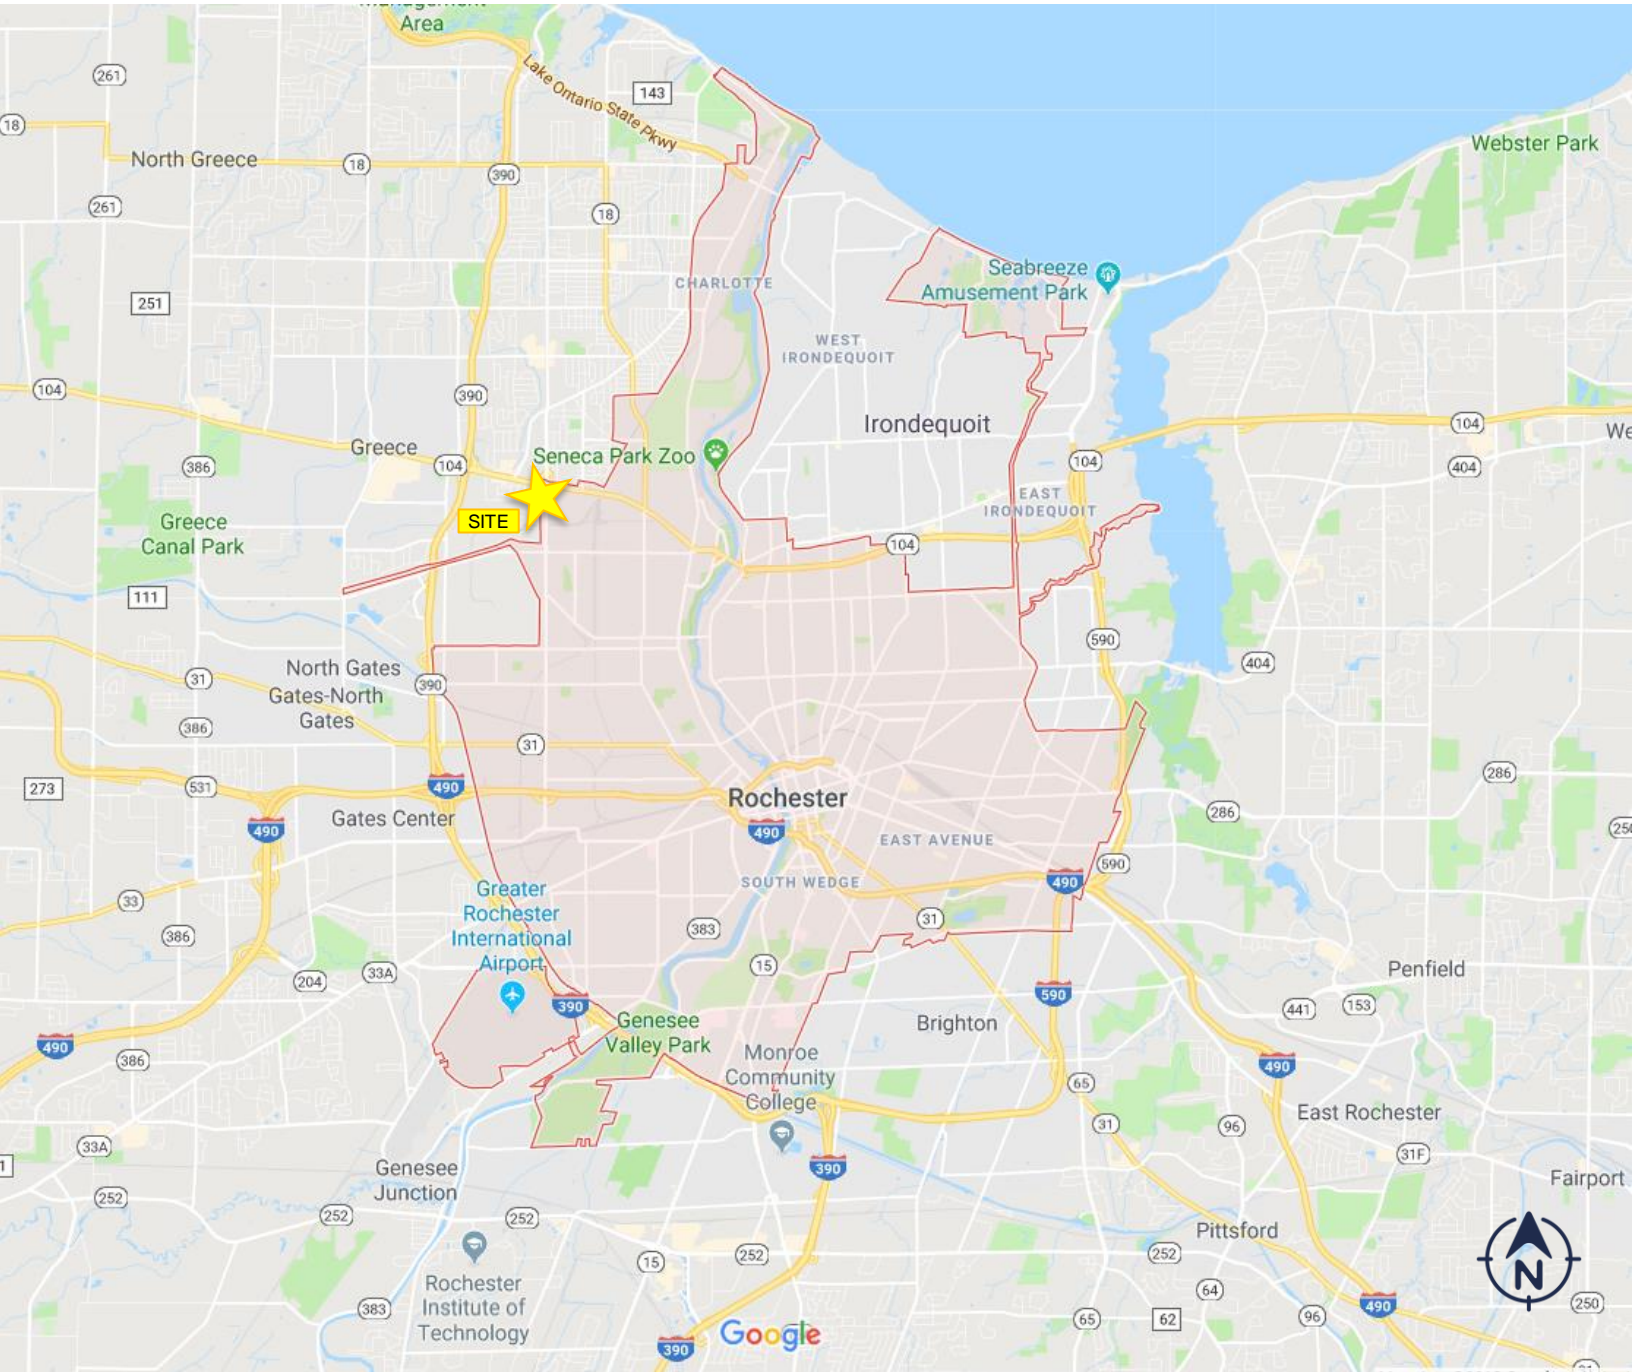 Management
Area
261
Lake Ontario State Pkwy
143
18
North Greece
18
390
Webster Park
261
18
CHARLOTTE
Seabreeze
Amusement Park
251
WEST
IRONDEQUOIT
104
390
Irondequoit
104
Greece
104
Seneca Park Zoo
104
We
386
404
SITE
EAST
IRONDEQUOIT
Greece
Canal Park
104
111
590
404
North Gates
31
390
Gates-North
Gates
386
31
490
286
273
531
Rochester
286
Gates Center
490
490
EAST AVENUE
590
SOUTH WEDGE
490
Greater
Rochester
International
Airport
33
31
386
383
15
33A
204
Penfield
390
590
441
153
Genesee
Valley Park
Brighton
490
386
Monroe
Community
College
490
65
East Rochester
31
96
33A
31F
390
Genesee
Junction
Fairport
252
252
252
Pittsford
252
252
15
Rochester
Institute of
Technology
64
N
383
65
62
96
490
250
Google
390